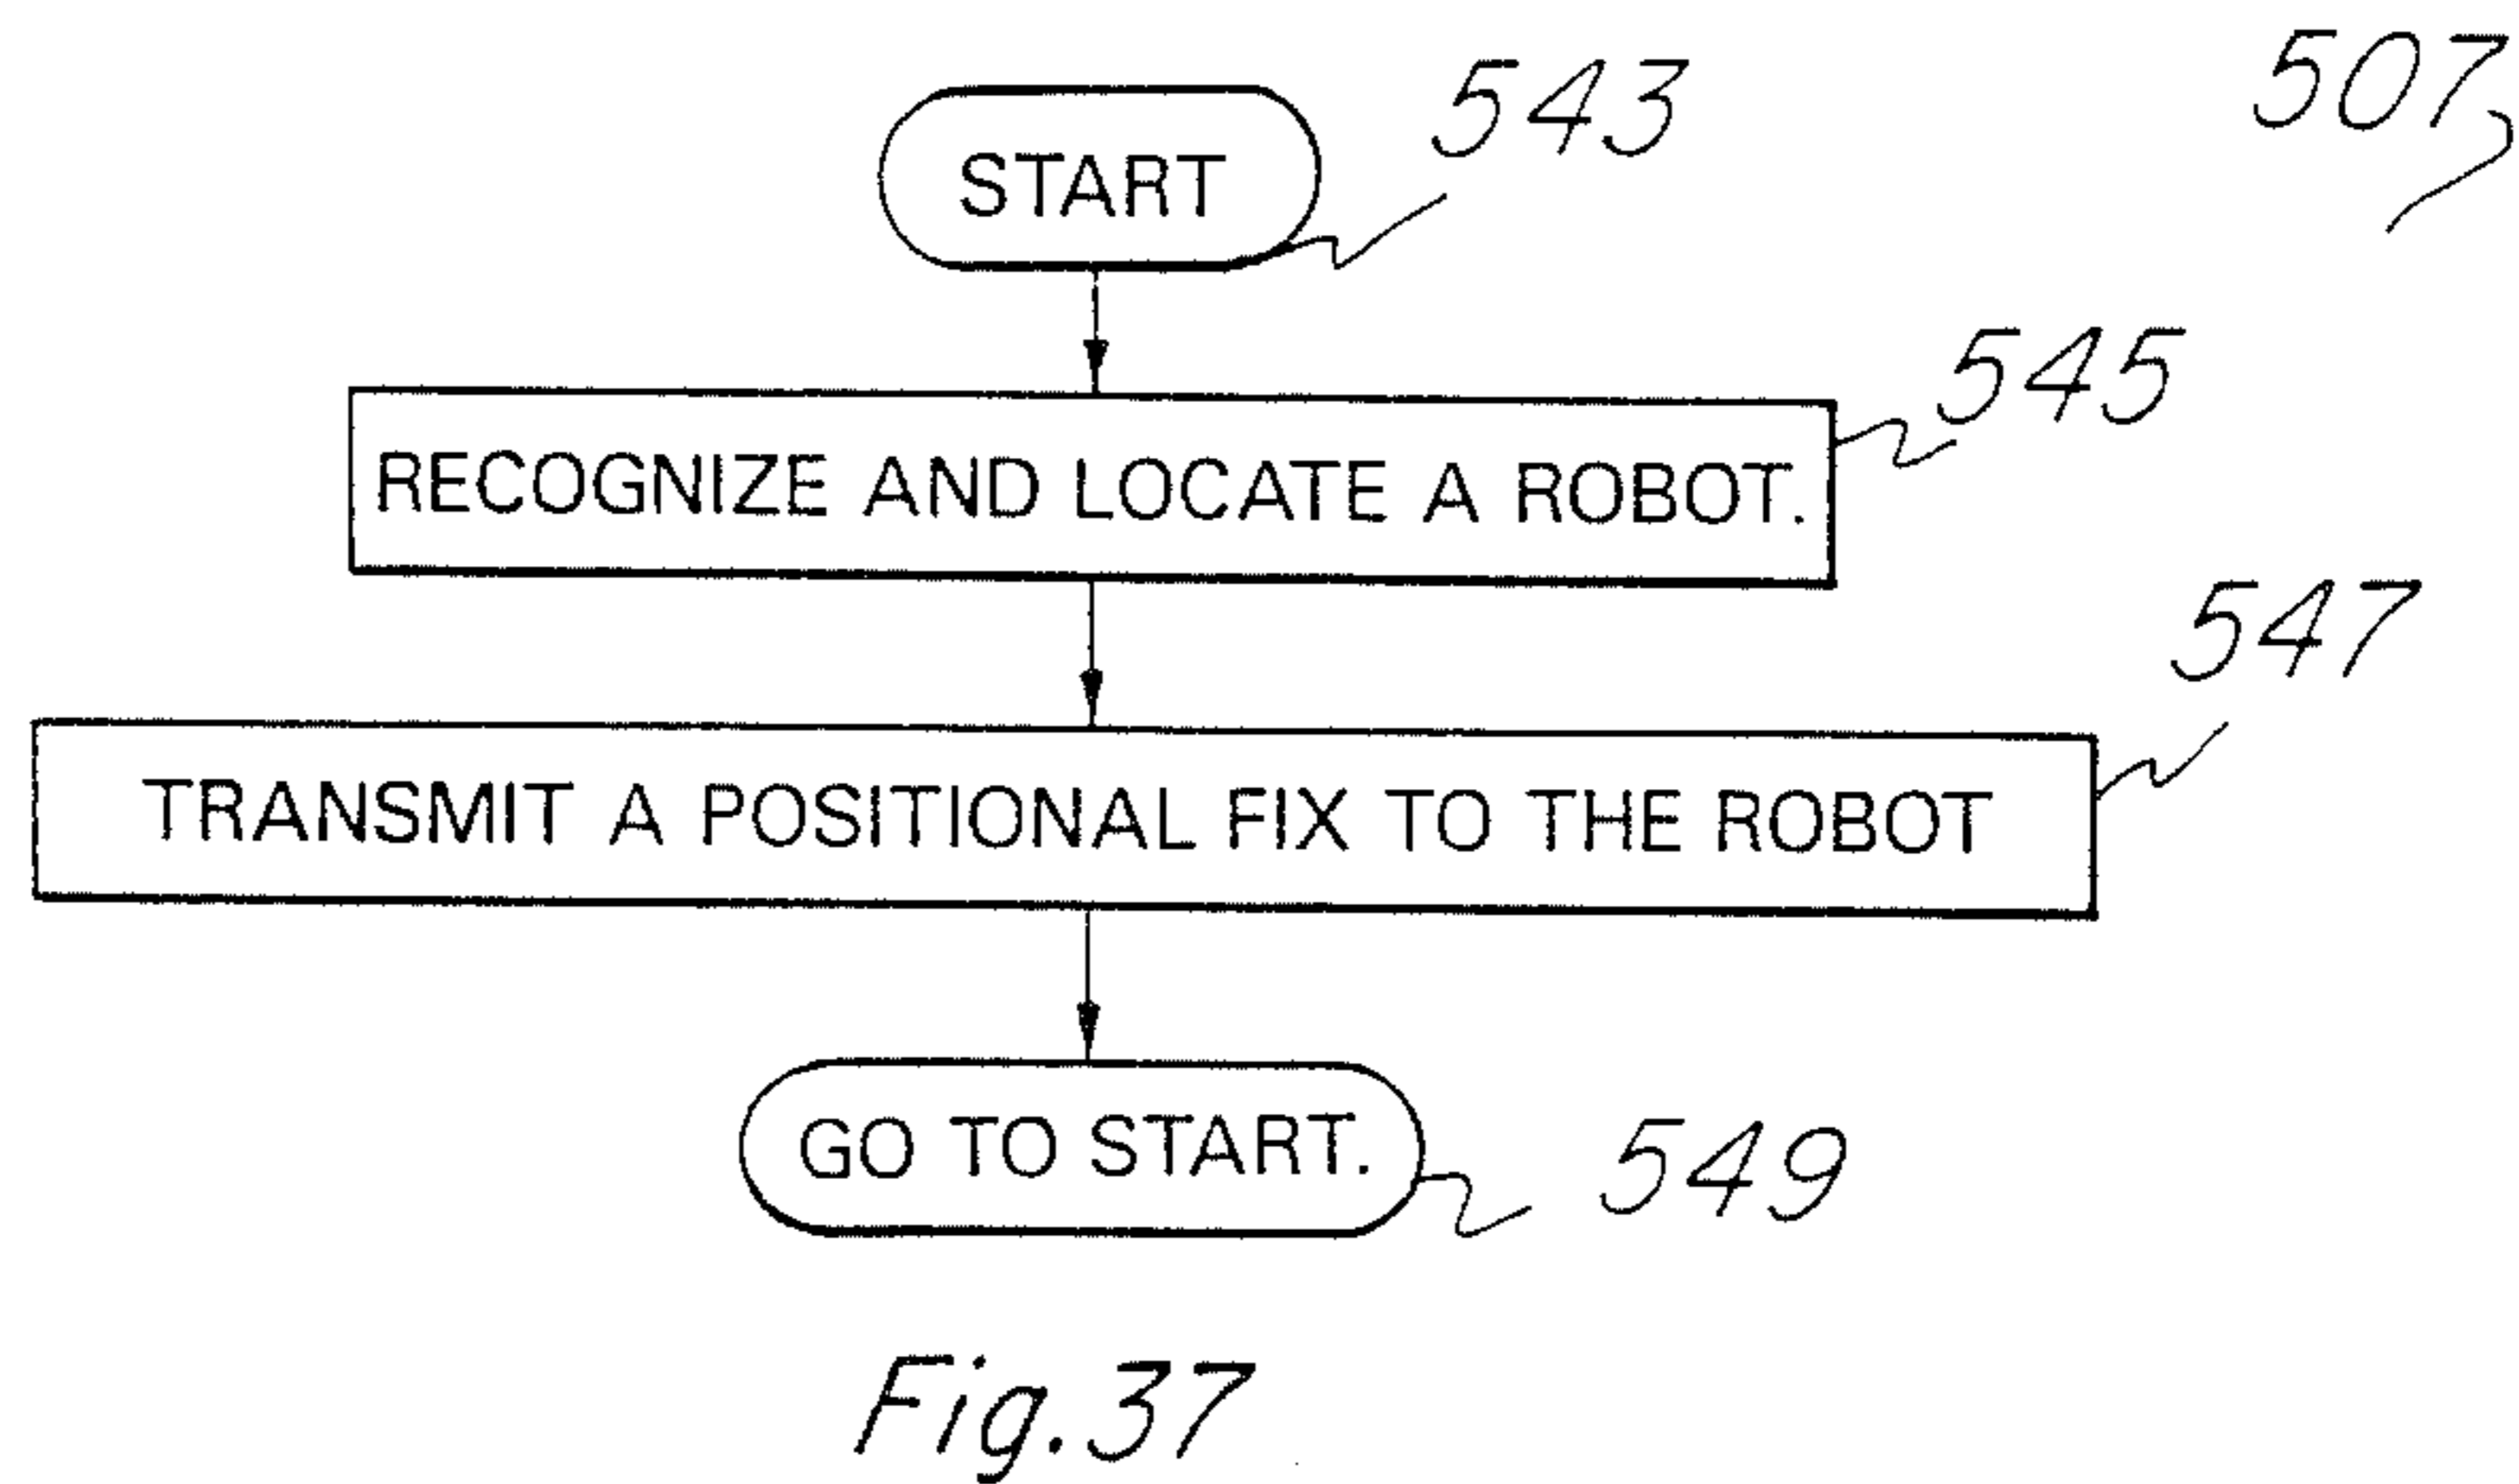 507
543
START
545
RECOGNIZE AND LOCATE A ROBOT.
547
TRANSMIT A POSITIONAL FIX TO THE ROBOT
GO TO START.
549
Fig. 37